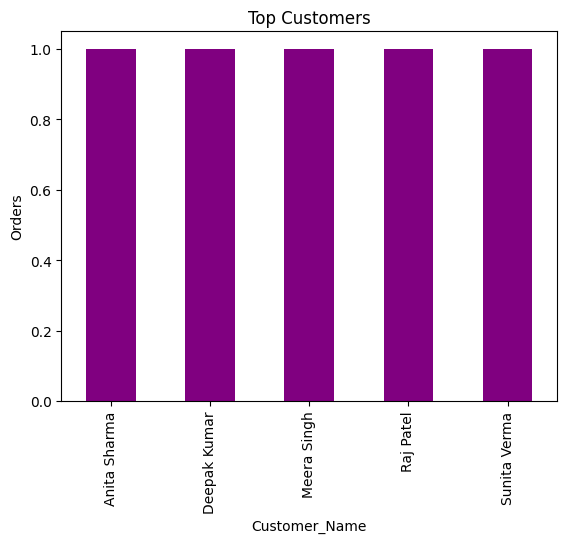 Top Customers
Orders
1.0
0.8
0.6
0.4
0.2
0.0
Anita Sharma
Deepak Kumar
Meera Singh
Raj Patel
Sunita Verma
Customer_Name